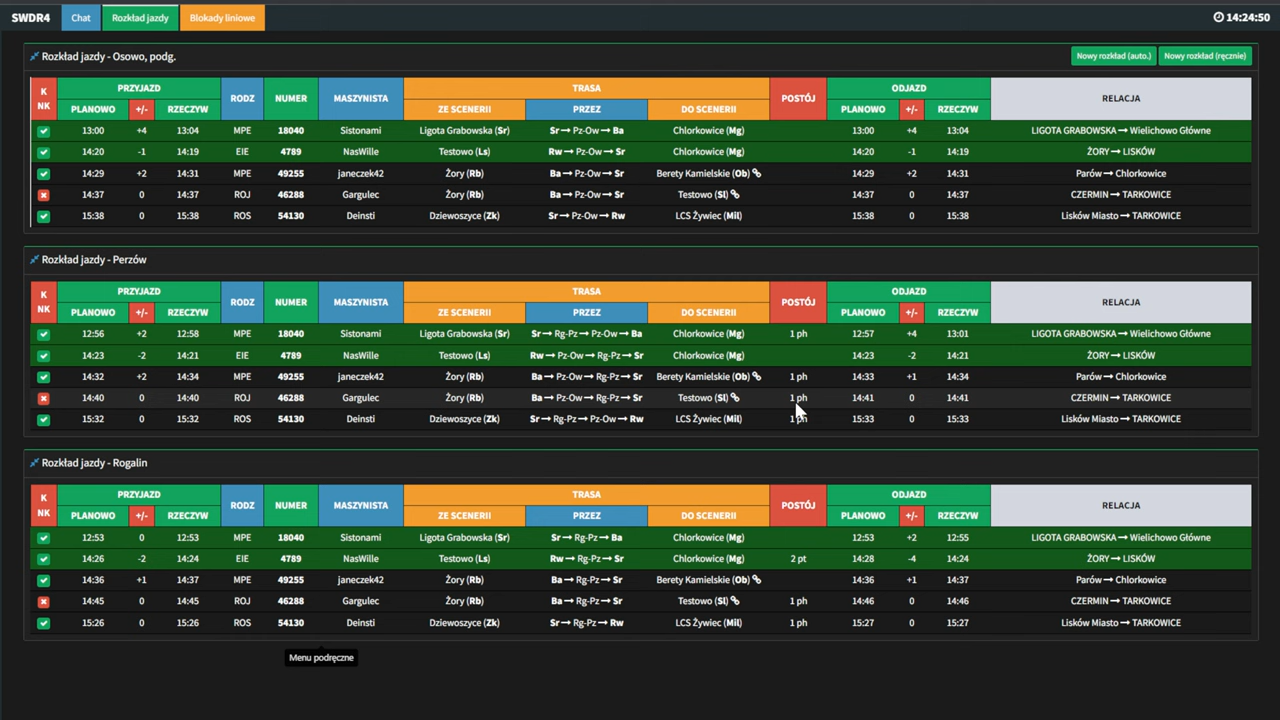 SWDR4 Chat Rozkład jazdy Blokady liniowe 14:24:50
Rozkład jazdy - Osowo, podg. Nowy rozkład (auto.) Nowy rozkład (ręcznie)
K NK PRZYJAZD RODZ NUMER MASZYNISTA TRASA POSTÓJ ODJAZD RELACJA
PLANOWO +/- RZECZYW ZE SCENERII PRZEZ DO SCENERII PLANOWO +/- RZECZYW
13:00 +4 13:04 MPE 18040 Sistonami Ligota Grabowska (Sr) Sr → Pz-Ow → Ba Chlorkowice (Mg) 13:00 +4 13:04 LIGOTA GRABOWSKA → Wielichowo Główne
14:20 -1 14:19 EIE 4789 NasWille Testowo (Ls) Rw → Pz-Ow → Sr Chlorkowice (Mg) 14:20 -1 14:19 ŻORY → LISKÓW
14:29 +2 14:31 MPE 49255 janeczek42 Żory (Rb) Ba → Pz-Ow → Sr Berety Kamielskie (Ob) 14:29 +2 14:31 Parów → Chlorkowice
14:37 0 14:37 ROJ 46288 Gargulec Żory (Rb) Ba → Pz-Ow → Sr Testowo (Sl) 14:37 0 14:37 CZERMIN → TARKOWICE
15:38 0 15:38 ROS 54130 Deinsti Dziewoszyce (Zk) Sr → Pz-Ow → Rw LCS Żywiec (Mil) 15:38 0 15:38 Lisków Miasto → TARKOWICE
Rozkład jazdy - Perzów
K NK PRZYJAZD RODZ NUMER MASZYNISTA TRASA POSTÓJ ODJAZD RELACJA
PLANOWO +/- RZECZYW ZE SCENERII PRZEZ DO SCENERII PLANOWO +/- RZECZYW
12:56 +2 12:58 MPE 18040 Sistonami Ligota Grabowska (Sr) Sr → Rg-Pz → Pz-Ow → Ba Chlorkowice (Mg) 1 ph 12:57 +4 13:01 LIGOTA GRABOWSKA → Wielichowo Główne
14:23 -2 14:21 EIE 4789 NasWille Testowo (Ls) Rw → Pz-Ow → Rg-Pz → Sr Chlorkowice (Mg) 14:23 -2 14:21 ŻORY → LISKÓW
14:32 +2 14:34 MPE 49255 janeczek42 Żory (Rb) Ba → Pz-Ow → Rg-Pz → Sr Berety Kamielskie (Ob) 1 ph 14:33 +1 14:34 Parów → Chlorkowice
14:40 0 14:40 ROJ 46288 Gargulec Żory (Rb) Ba → Pz-Ow → Rg-Pz → Sr Testowo (Sl) 1 ph 14:41 0 14:41 CZERMIN → TARKOWICE
15:32 0 15:32 ROS 54130 Deinsti Dziewoszyce (Zk) Sr → Rg-Pz → Pz-Ow → Rw LCS Żywiec (Mil) 1 ph 15:33 0 15:33 Lisków Miasto → TARKOWICE
Rozkład jazdy - Rogalin
K NK PRZYJAZD RODZ NUMER MASZYNISTA TRASA POSTÓJ ODJAZD RELACJA
PLANOWO +/- RZECZYW ZE SCENERII PRZEZ DO SCENERII PLANOWO +/- RZECZYW
12:53 0 12:53 MPE 18040 Sistonami Ligota Grabowska (Sr) Sr → Rg-Pz → Ba Chlorkowice (Mg) 12:53 +2 12:55 LIGOTA GRABOWSKA → Wielichowo Główne
14:26 -2 14:24 EIE 4789 NasWille Testowo (Ls) Rw → Rg-Pz → Sr Chlorkowice (Mg) 2 pt 14:28 -4 14:24 ŻORY → LISKÓW
14:36 +1 14:37 MPE 49255 janeczek42 Żory (Rb) Ba → Rg-Pz → Sr Berety Kamielskie (Ob) 14:36 +1 14:37 Parów → Chlorkowice
14:45 0 14:45 ROJ 46288 Gargulec Żory (Rb) Ba → Rg-Pz → Sr Testowo (Sl) 1 ph 14:46 0 14:46 CZERMIN → TARKOWICE
15:26 0 15:26 ROS 54130 Deinsti Dziewoszyce (Zk) Sr → Rg-Pz → Rw LCS Żywiec (Mil) 1 ph 15:27 0 15:27 Lisków Miasto → TARKOWICE
Menu podręczne